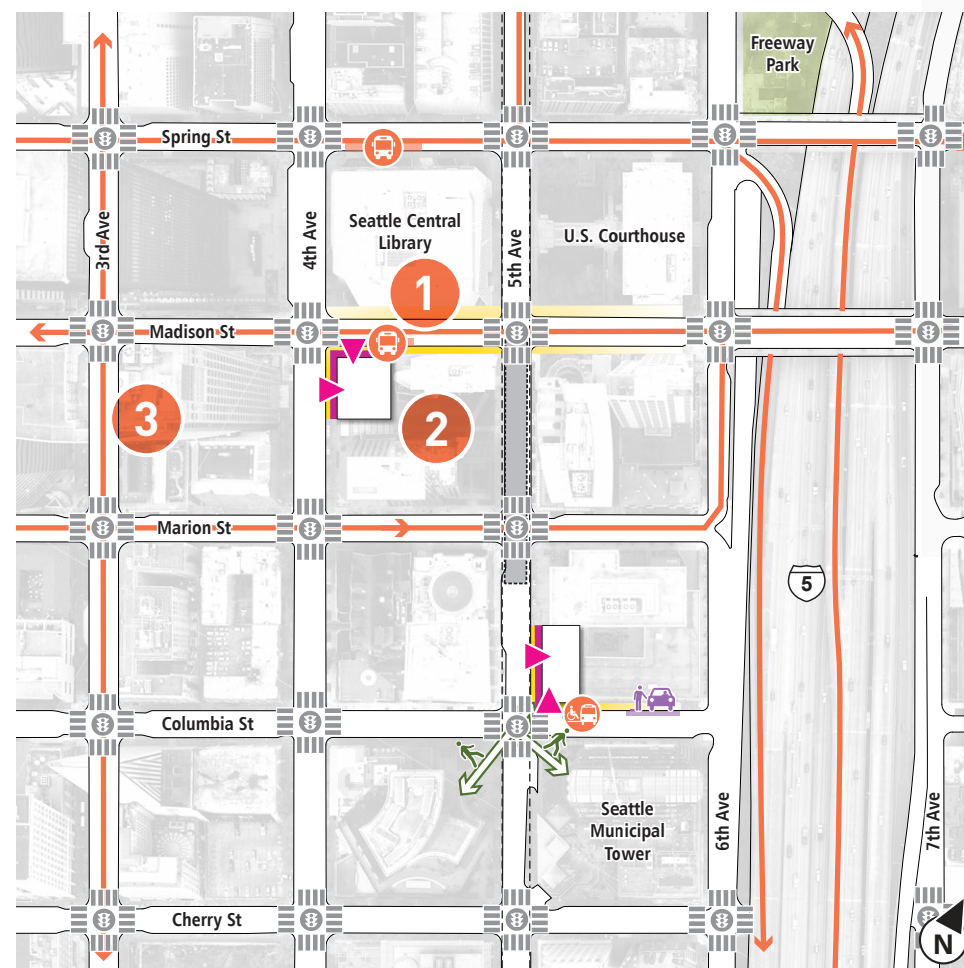 Freeway
Park
Spring St
3rd Ave
4th Ave
Seattle Central
Library
5th Ave
U.S. Courthouse
1
Madison St
3
2
Marion St
5
Columbia St
Seattle
Municipal
Tower
6th Ave
7th Ave
Cherry St
N